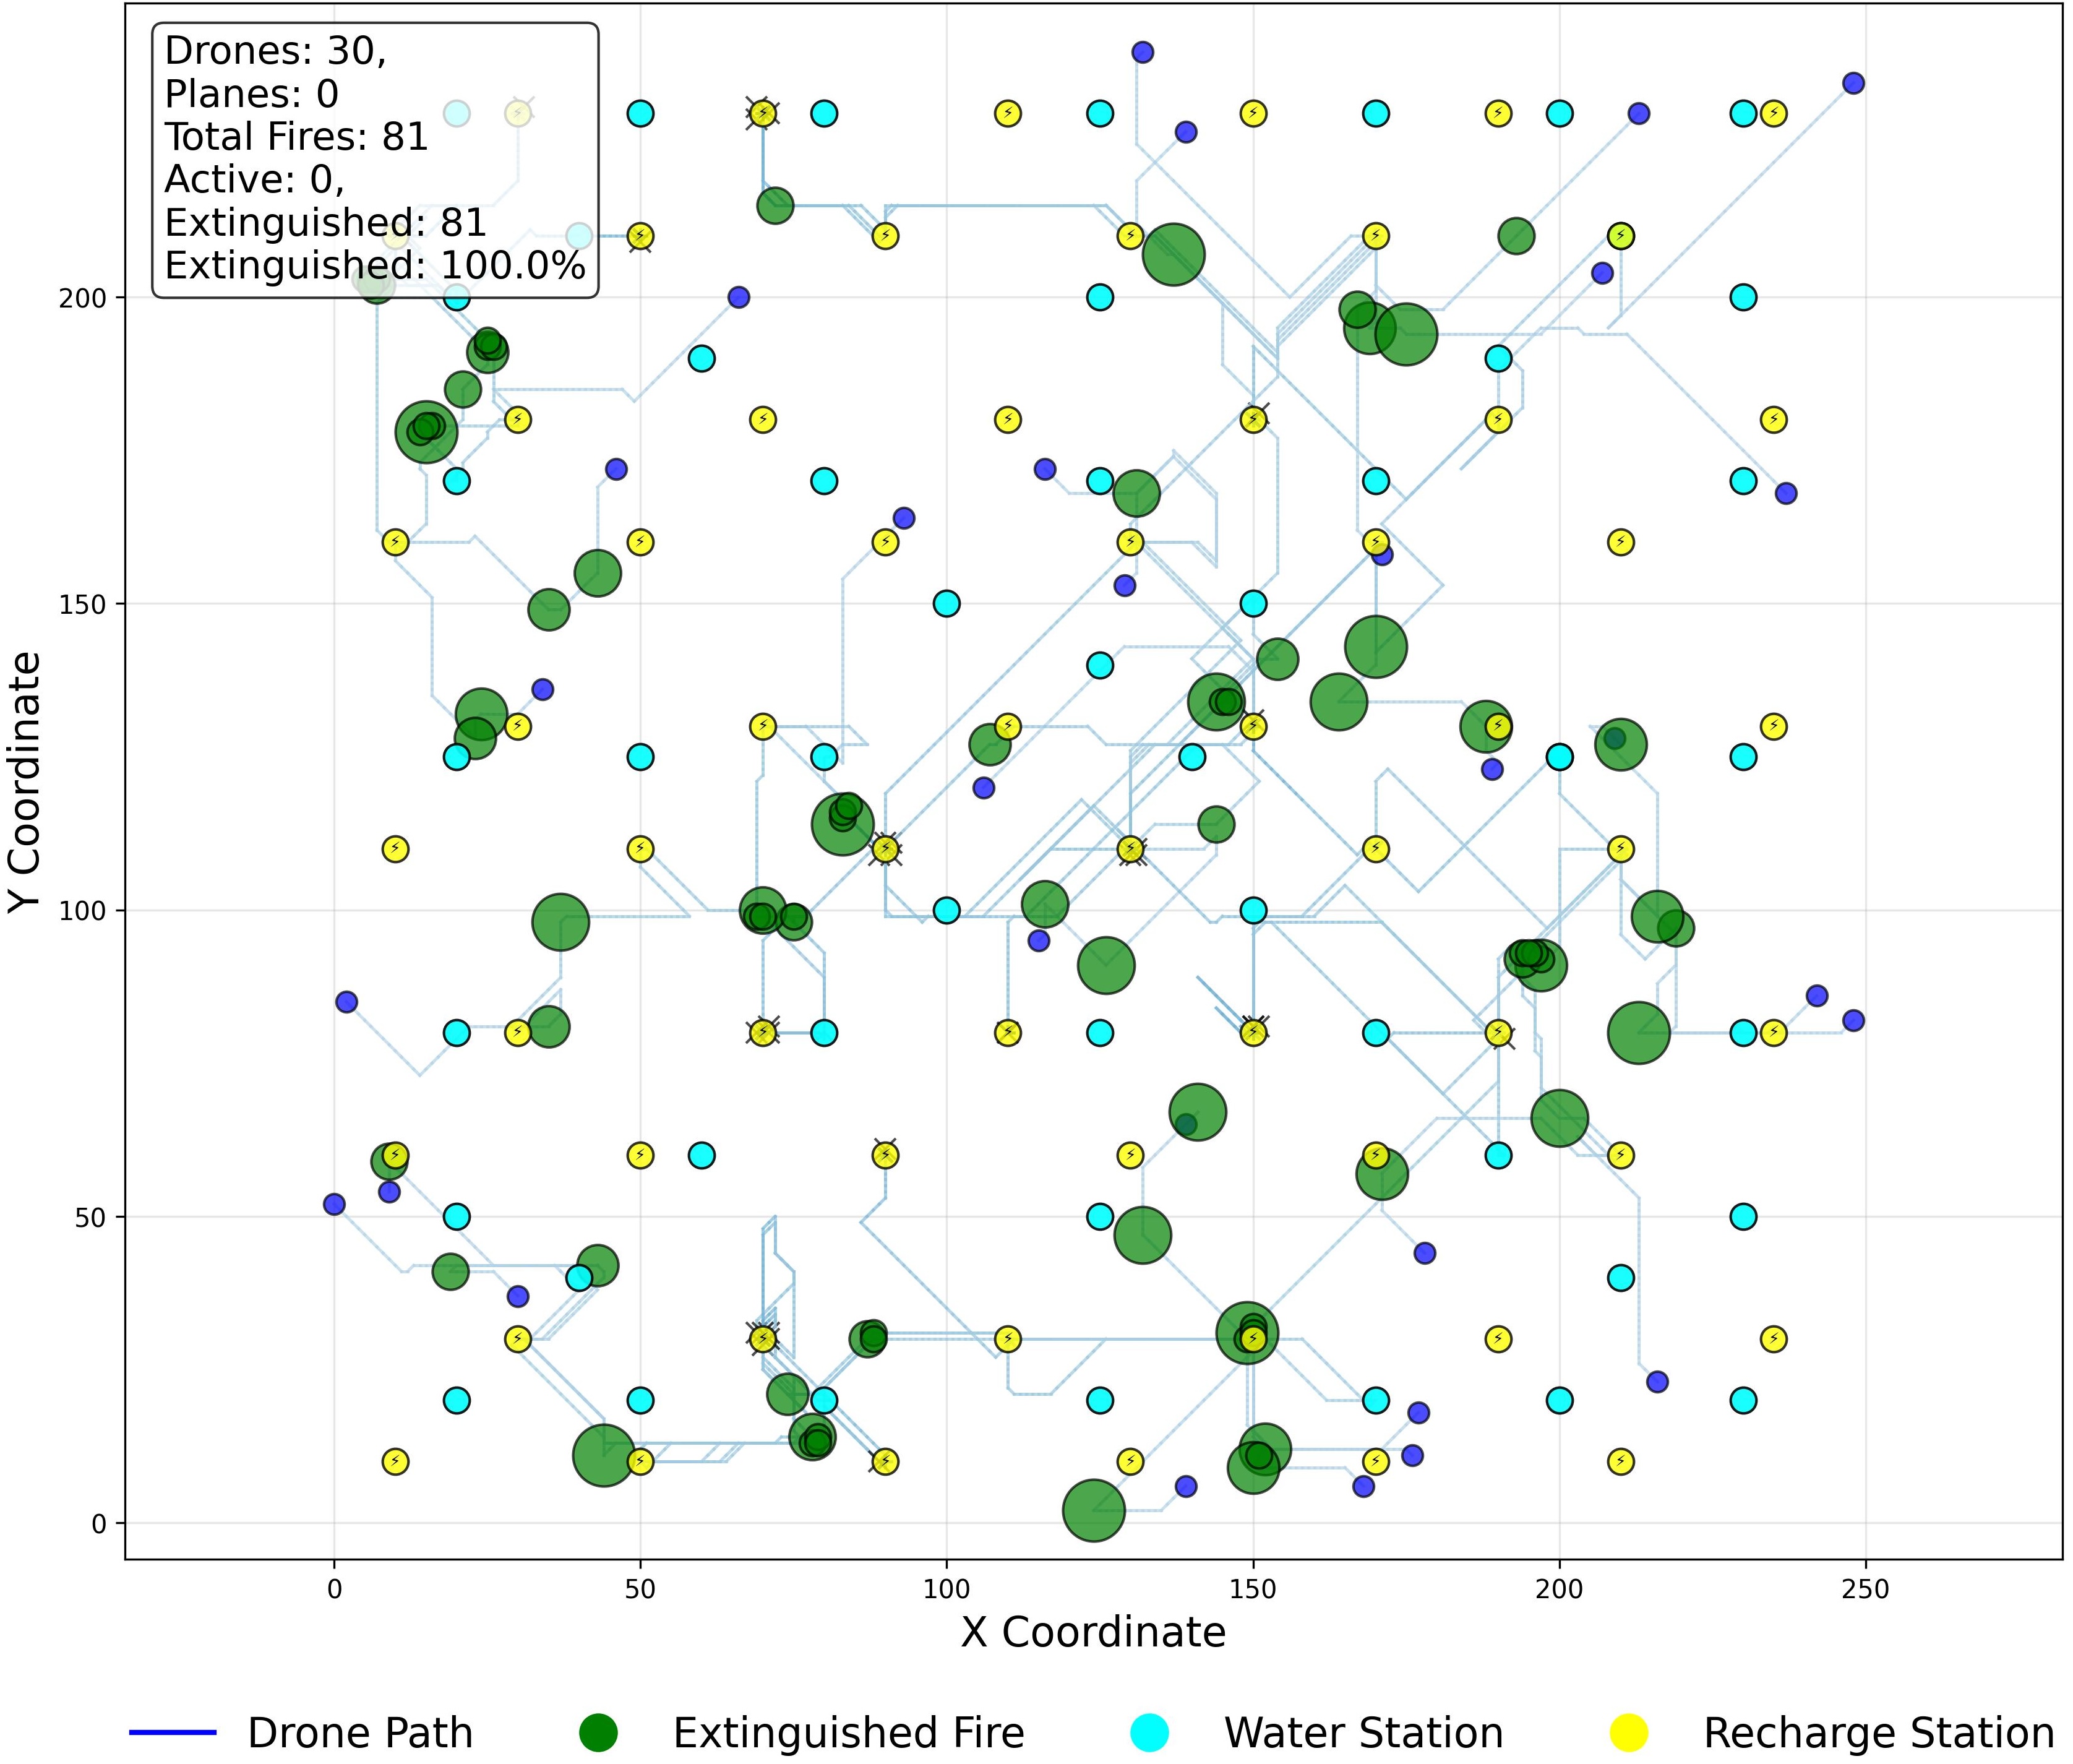 Drones: 30,
Planes: 0
Total Fires: 81
Active: 0,
Extinguished: 81
Extinguished: 100.0%
200
150
100
50
0
Y Coordinate
0
50
100
150
200
250
X Coordinate
Drone Path
Extinguished Fire
Water Station
Recharge Station